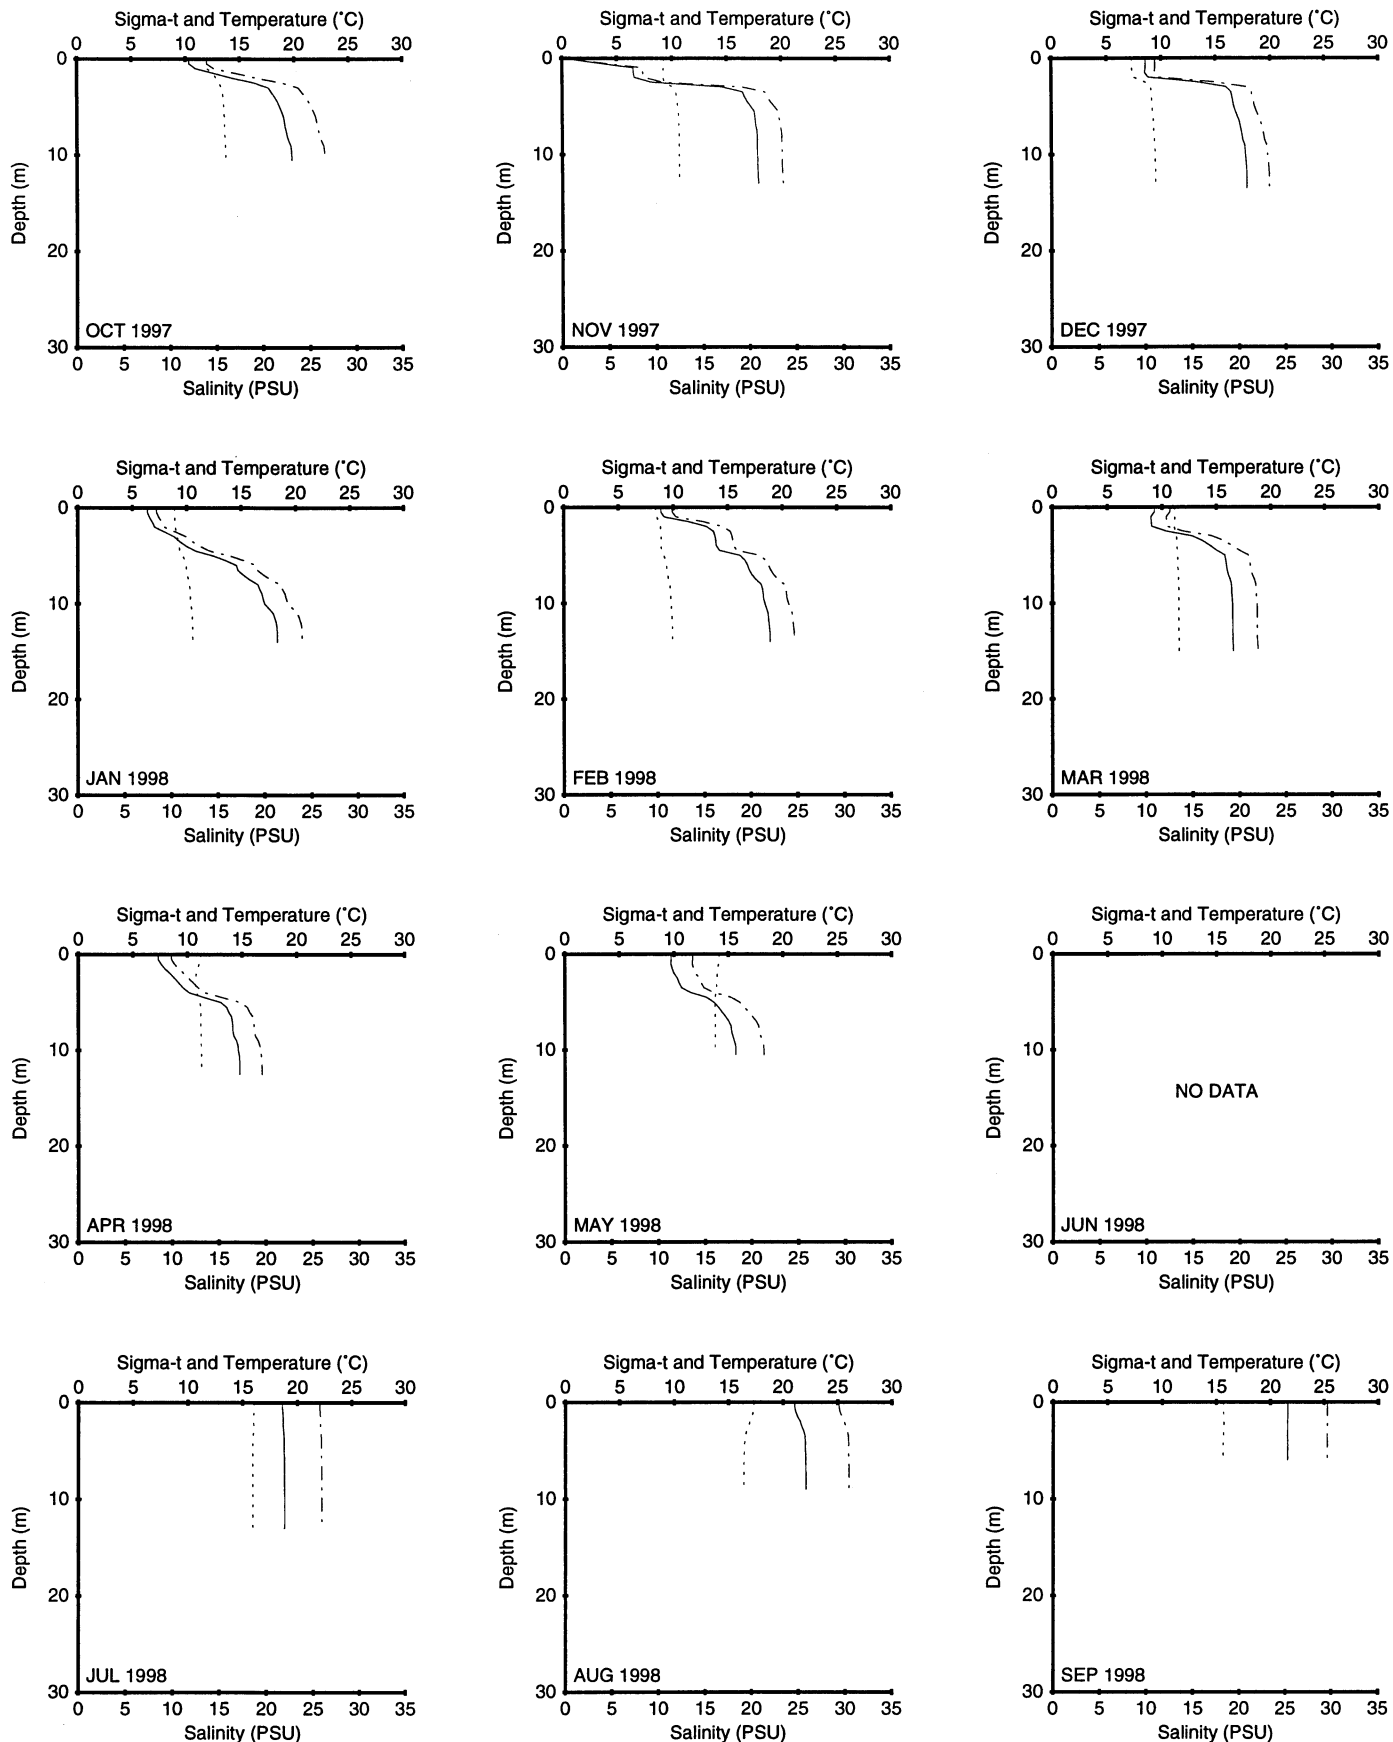 Sigma-t and Temperature (˚C)
0 5 10 15 20 25 30
0
10
20
30
Depth (m)
OCT 1997
0 5 10 15 20 25 30 35
Salinity (PSU)
Sigma-t and Temperature (˚C)
0 5 10 15 20 25 30
0
10
20
30
Depth (m)
NOV 1997
0 5 10 15 20 25 30 35
Salinity (PSU)
Sigma-t and Temperature (˚C)
0 5 10 15 20 25 30
0
10
20
30
Depth (m)
DEC 1997
0 5 10 15 20 25 30 35
Salinity (PSU)
Sigma-t and Temperature (˚C)
0 5 10 15 20 25 30
0
10
20
30
Depth (m)
JAN 1998
0 5 10 15 20 25 30 35
Salinity (PSU)
Sigma-t and Temperature (˚C)
0 5 10 15 20 25 30
0
10
20
30
Depth (m)
FEB 1998
0 5 10 15 20 25 30 35
Salinity (PSU)
Sigma-t and Temperature (˚C)
0 5 10 15 20 25 30
0
10
20
30
Depth (m)
MAR 1998
0 5 10 15 20 25 30 35
Salinity (PSU)
Sigma-t and Temperature (˚C)
0 5 10 15 20 25 30
0
10
20
30
Depth (m)
APR 1998
0 5 10 15 20 25 30 35
Salinity (PSU)
Sigma-t and Temperature (˚C)
0 5 10 15 20 25 30
0
10
20
30
Depth (m)
MAY 1998
0 5 10 15 20 25 30 35
Salinity (PSU)
Sigma-t and Temperature (˚C)
0 5 10 15 20 25 30
0
10
20
30
Depth (m)
NO DATA
JUN 1998
0 5 10 15 20 25 30 35
Salinity (PSU)
Sigma-t and Temperature (˚C)
0 5 10 15 20 25 30
0
10
20
30
Depth (m)
JUL 1998
0 5 10 15 20 25 30 35
Salinity (PSU)
Sigma-t and Temperature (˚C)
0 5 10 15 20 25 30
0
10
20
30
Depth (m)
AUG 1998
0 5 10 15 20 25 30 35
Salinity (PSU)
Sigma-t and Temperature (˚C)
0 5 10 15 20 25 30
0
10
20
30
Depth (m)
SEP 1998
0 5 10 15 20 25 30 35
Salinity (PSU)